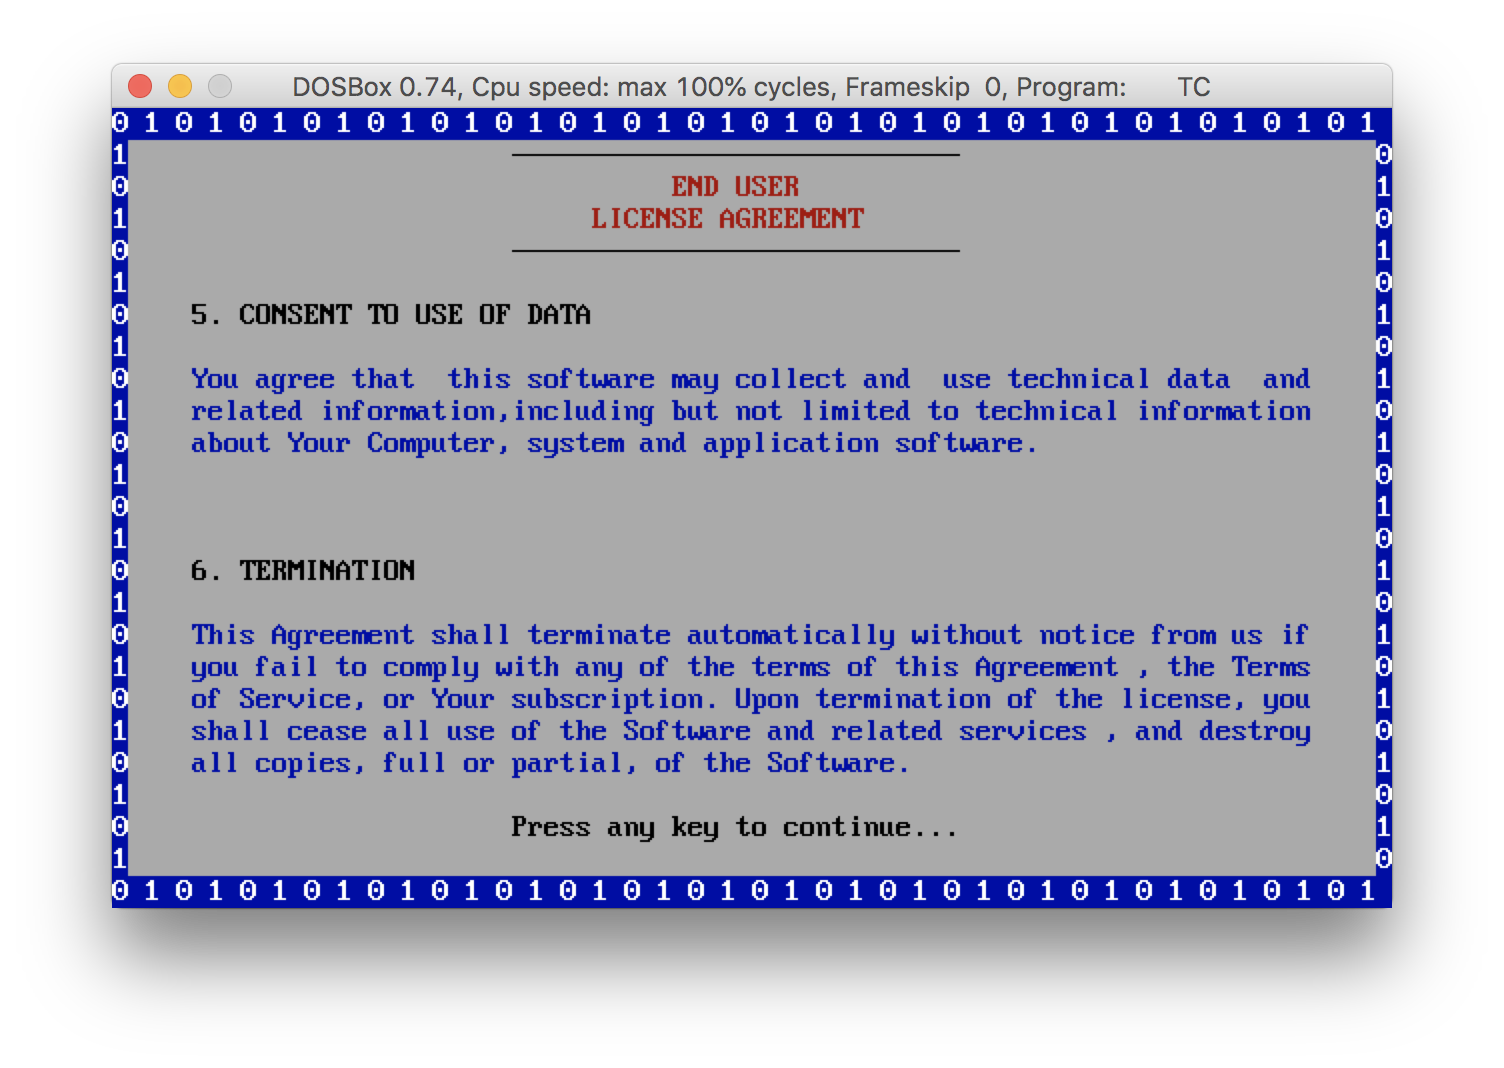 DOSBox 0.74, Cpu speed: max 100% cycles, Frameskip 0, Program: TC
0 1 0 1 0 1 0 1 0 1 0 1 0 1 0 1 0 1 0 1 0 1 0 1 0 1 0 1 0 1 0 1 0 1 0 1 0 1 0 1
1 0
0 END USER 1
1 LICENSE AGREEMENT 0
0 1
1 0
0 5. CONSENT TO USE OF DATA 1
1 0
0 You agree that this software may collect and use technical data and 1
1 related information,including but not limited to technical information 0
0 about Your Computer, system and application software. 1
1 0
0 1
1 0
0 6. TERMINATION 1
1 0
0 This Agreement shall terminate automatically without notice from us if 1
1 you fail to comply with any of the terms of this Agreement , the Terms 0
0 of Service, or Your subscription. Upon termination of the license, you 1
1 shall cease all use of the Software and related services , and destroy 0
0 all copies, full or partial, of the Software. 1
1 0
0 Press any key to continue... 1
1 0
0 1 0 1 0 1 0 1 0 1 0 1 0 1 0 1 0 1 0 1 0 1 0 1 0 1 0 1 0 1 0 1 0 1 0 1 0 1 0 1